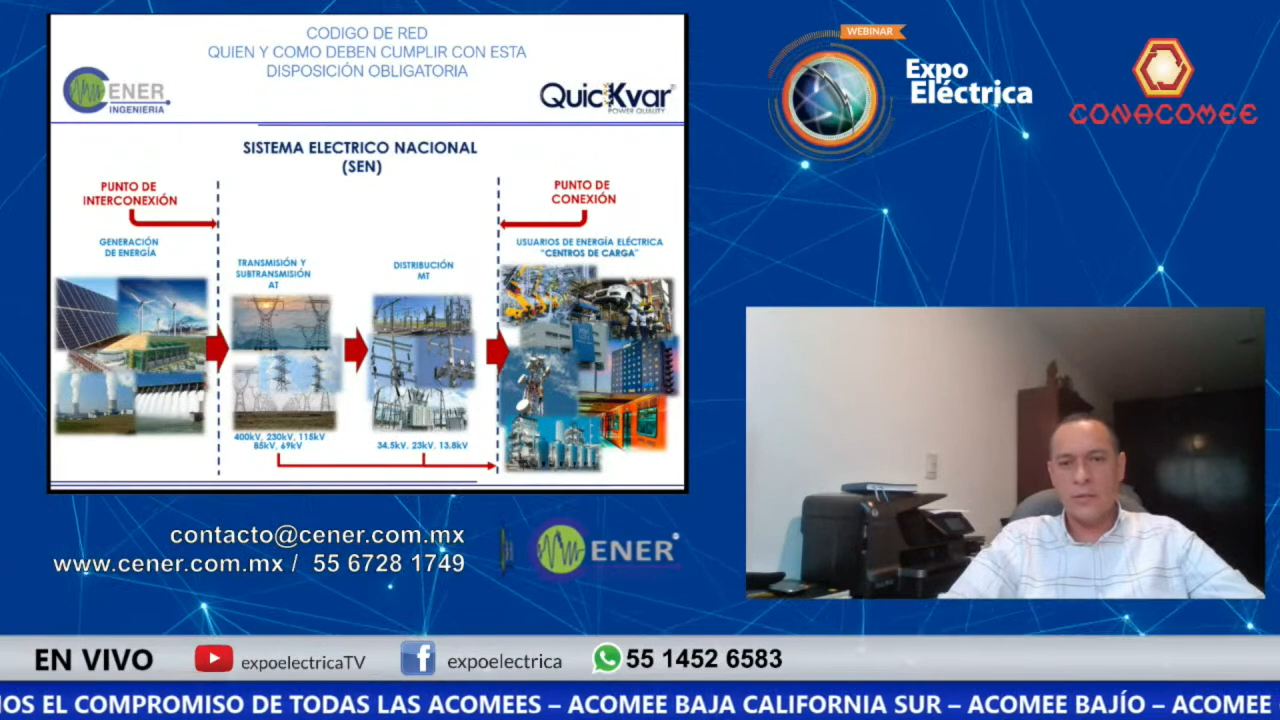 CODIGO DE RED
QUIEN Y COMO DEBEN CUMPLIR CON ESTA
DISPOSICIÓN OBLIGATORIA
CENER
INGENIERIA
QuicKvar
POWER QUALITY
SISTEMA ELECTRICO NACIONAL
(SEN)
PUNTO DE
INTERCONEXIÓN
PUNTO DE
CONEXIÓN
GENERACIÓN
DE ENERGÍA
TRANSMISIÓN Y
SUBTRANSMISIÓN
AT
DISTRIBUCIÓN
MT
USUARIOS DE ENERGÍA ELÉCTRICA
"CENTROS DE CARGA"
400kV, 230kV, 115kV
85kV, 69kV
34.5kV, 23kV, 13.8kV
WEBINAR
Expo
Eléctrica
CONACOMEE
contacto@cener.com.mx
www.cener.com.mx / 55 6728 1749
CENER
EN VIVO
expoelectricaTV
expoelectrica
55 1452 6583
MOS EL COMPROMISO DE TODAS LAS ACOMEES – ACOMEE BAJA CALIFORNIA SUR – ACOMEE BAJÍO – ACOMEE